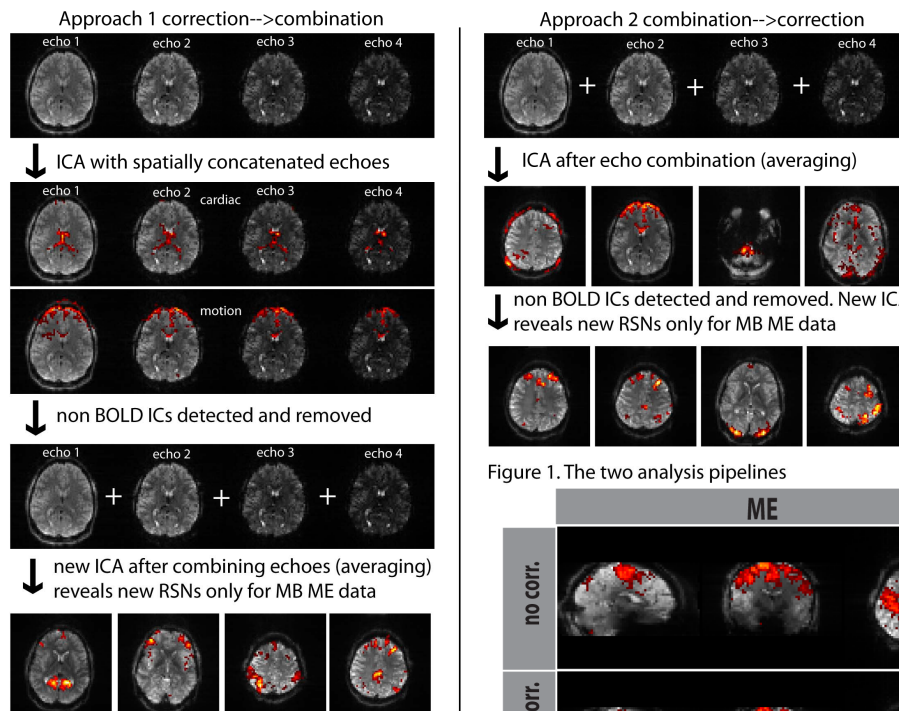 Approach 1 correction-->combination
echo 1 echo 2 echo 3 echo 4
ICA with spatially concatenated echoes
echo 1 echo 2 echo 3 echo 4
cardiac
motion
non BOLD ICs detected and removed
echo 1 echo 2 echo 3 echo 4
+ + +
new ICA after combining echoes (averaging)
reveals new RSNs only for MB ME data
Approach 2 combination-->correction
echo 1 echo 2 echo 3 echo 4
+ + +
ICA after echo combination (averaging)
non BOLD ICs detected and removed. New
reveals new RSNs only for MB ME data
Figure 1. The two analysis pipelines
ME
no corr.
corr.